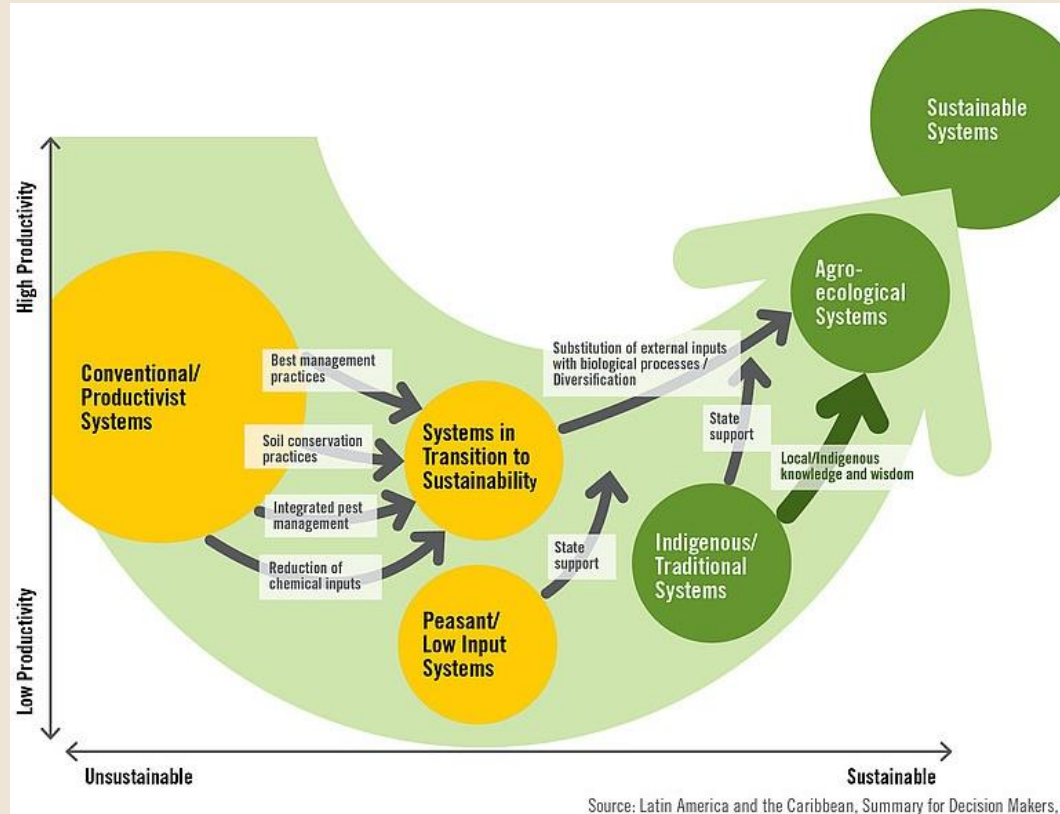 Sustainable
Systems
High Productivity
Low Productivity
Agro-
ecological
Systems
Conventional/
Productivist
Systems
Best management
practices
Soil conservation
practices
Integrated pest
management
Reduction of
chemical inputs
Systems in
Transition to
Sustainability
Substitution of external inputs
with biological processes /
Diversification
State
support
Local/Indigenous
knowledge and wisdom
State
support
Indigenous/
Traditional
Systems
Peasant/
Low Input
Systems
Unsustainable
Sustainable
Source: Latin America and the Caribbean, Summary for Decision Makers,